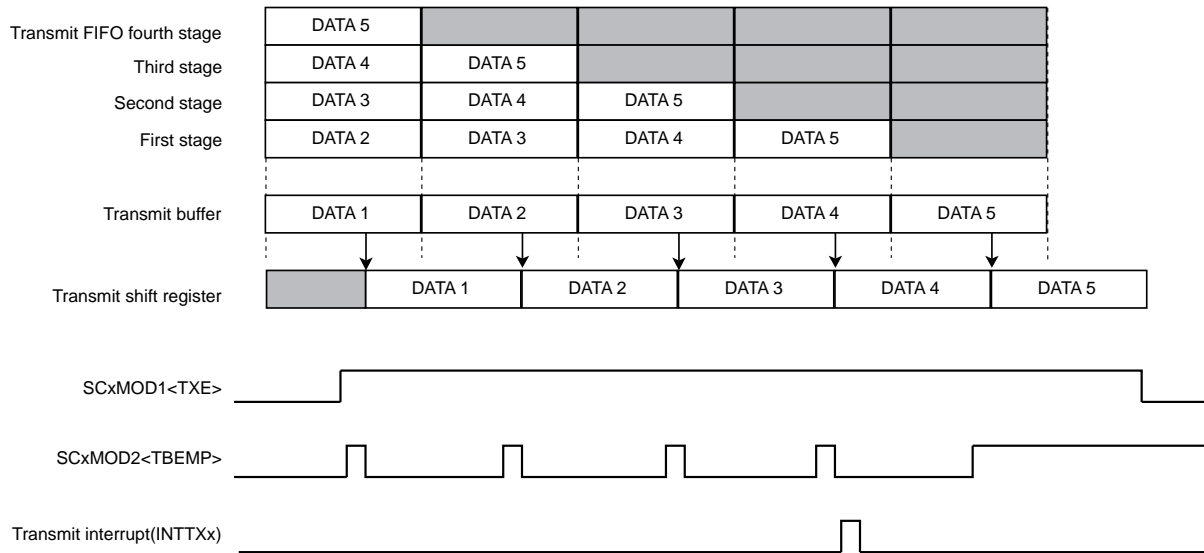 Transmit FIFO fourth stage DATA 5
Third stage DATA 4 DATA 5
Second stage DATA 3 DATA 4 DATA 5
First stage DATA 2 DATA 3 DATA 4 DATA 5
Transmit buffer DATA 1 DATA 2 DATA 3 DATA 4 DATA 5
Transmit shift register DATA 1 DATA 2 DATA 3 DATA 4 DATA 5
SCxMOD1<TXE>
SCxMOD2<TBEMP>
Transmit interrupt(INTTXx)